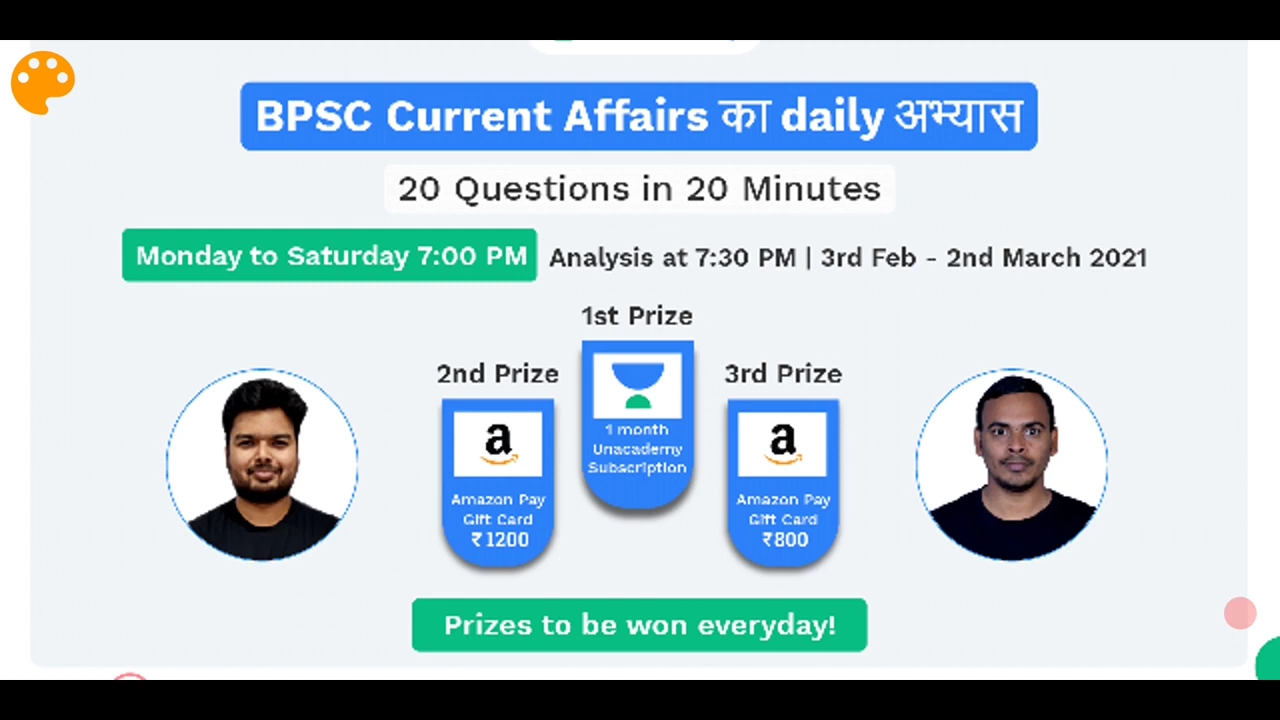 BPSC Current Affairs का daily अभ्यास
20 Questions in 20 Minutes
Monday to Saturday 7:00 PM Analysis at 7:30 PM | 3rd Feb - 2nd March 2021
1st Prize
2nd Prize
3rd Prize
1 month
Unacademy
Subscription
a
Amazon Pay
Gift Card
₹1200
a
Amazon Pay
Gift Card
₹800
Prizes to be won everyday!